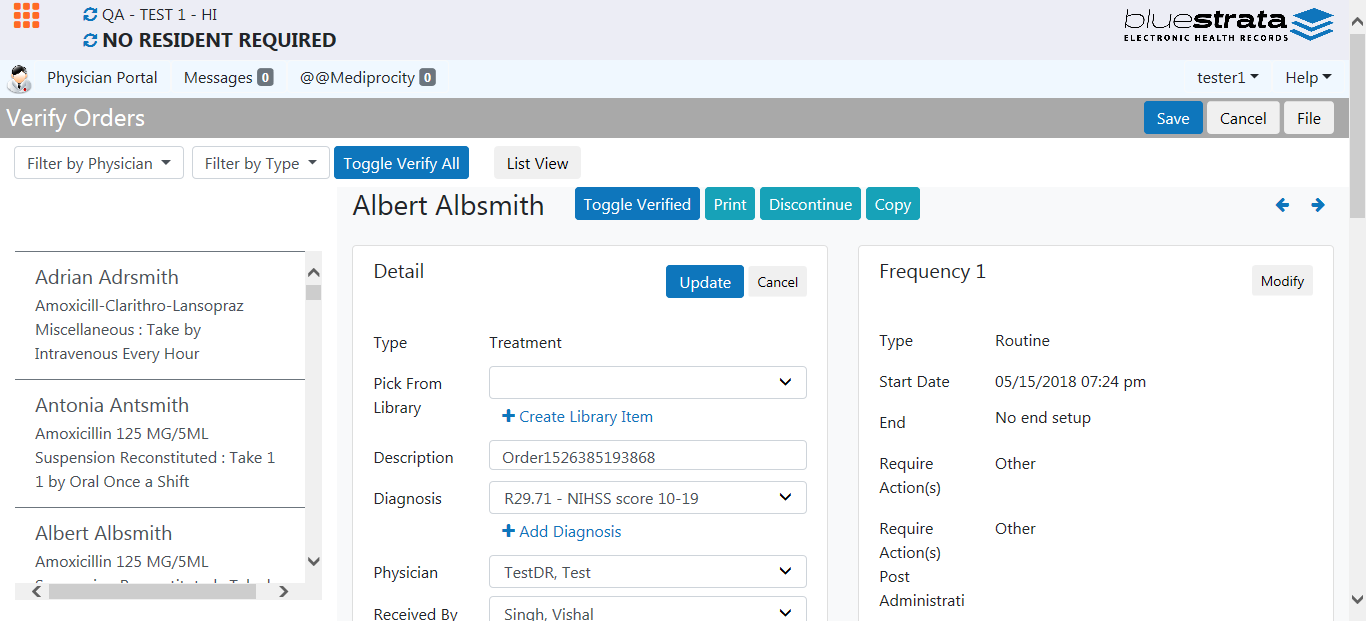 QA - TEST 1 - HI
NO RESIDENT REQUIRED
bluestrata
ELECTRONIC HEALTH RECORDS
Physician Portal
Messages 0
@@Mediprocity 0
tester1
Help
Verify Orders
Save
Cancel
File
Filter by Physician
Filter by Type
Toggle Verify All
List View
Adrian Adrsmith
Amoxicill-Clarithro-Lansopraz
Miscellaneous : Take by
Intravenous Every Hour
Antonia Antsmith
Amoxicillin 125 MG/5ML
Suspension Reconstituted : Take 1
1 by Oral Once a Shift
Albert Albsmith
Amoxicillin 125 MG/5ML
Albert Albsmith
Toggle Verified
Print
Discontinue
Copy
Detail
Update
Cancel
Type
Treatment
Pick From
Library
Create Library Item
Description
Order1526385193868
Diagnosis
R29.71 - NIHSS score 10-19
Add Diagnosis
Physician
TestDR, Test
Received By
Singh, Vishal
Frequency 1
Modify
Type
Routine
Start Date
05/15/2018 07:24 pm
End
No end setup
Require
Action(s)
Other
Require
Action(s)
Post
Administrati
Other